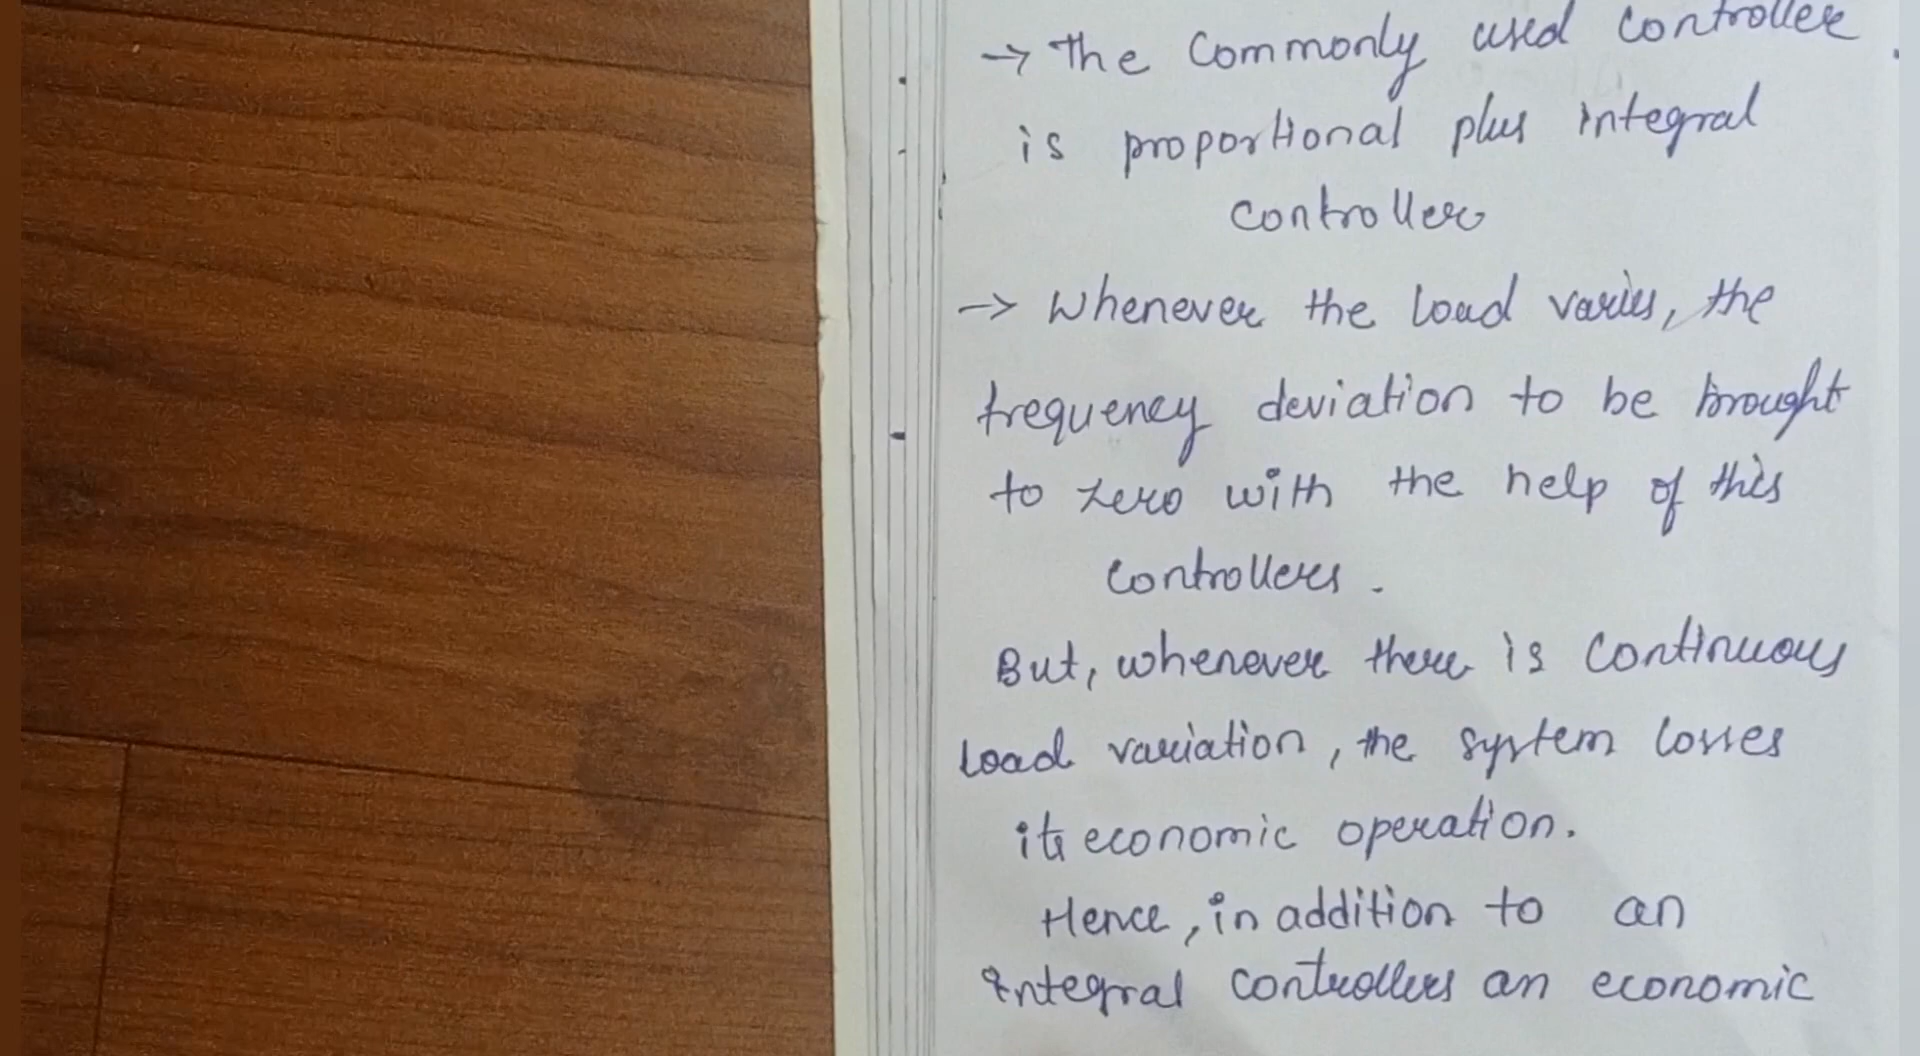 → The Commonly used controller
is proportional plus integral
controller
→ Whenever the load varies, the
frequency deviation to be brought
to zero with the help of this
controllers.
But, whenever there is continuous
load variation, the system losses
its economic operation.
Hence, in addition to an
integral controllers an economic